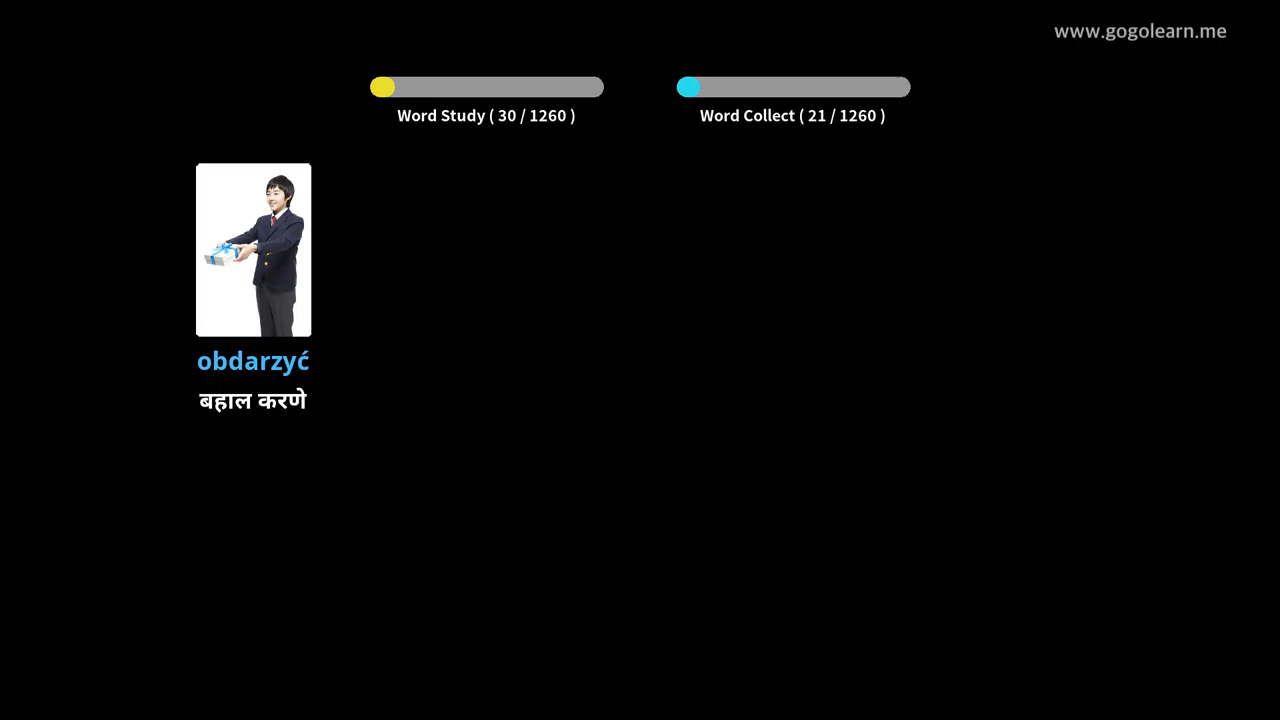 www.gogolearn.me
Word Study ( 30 / 1260 )
Word Collect ( 21 / 1260 )
obdarzyć
बहाल करणे